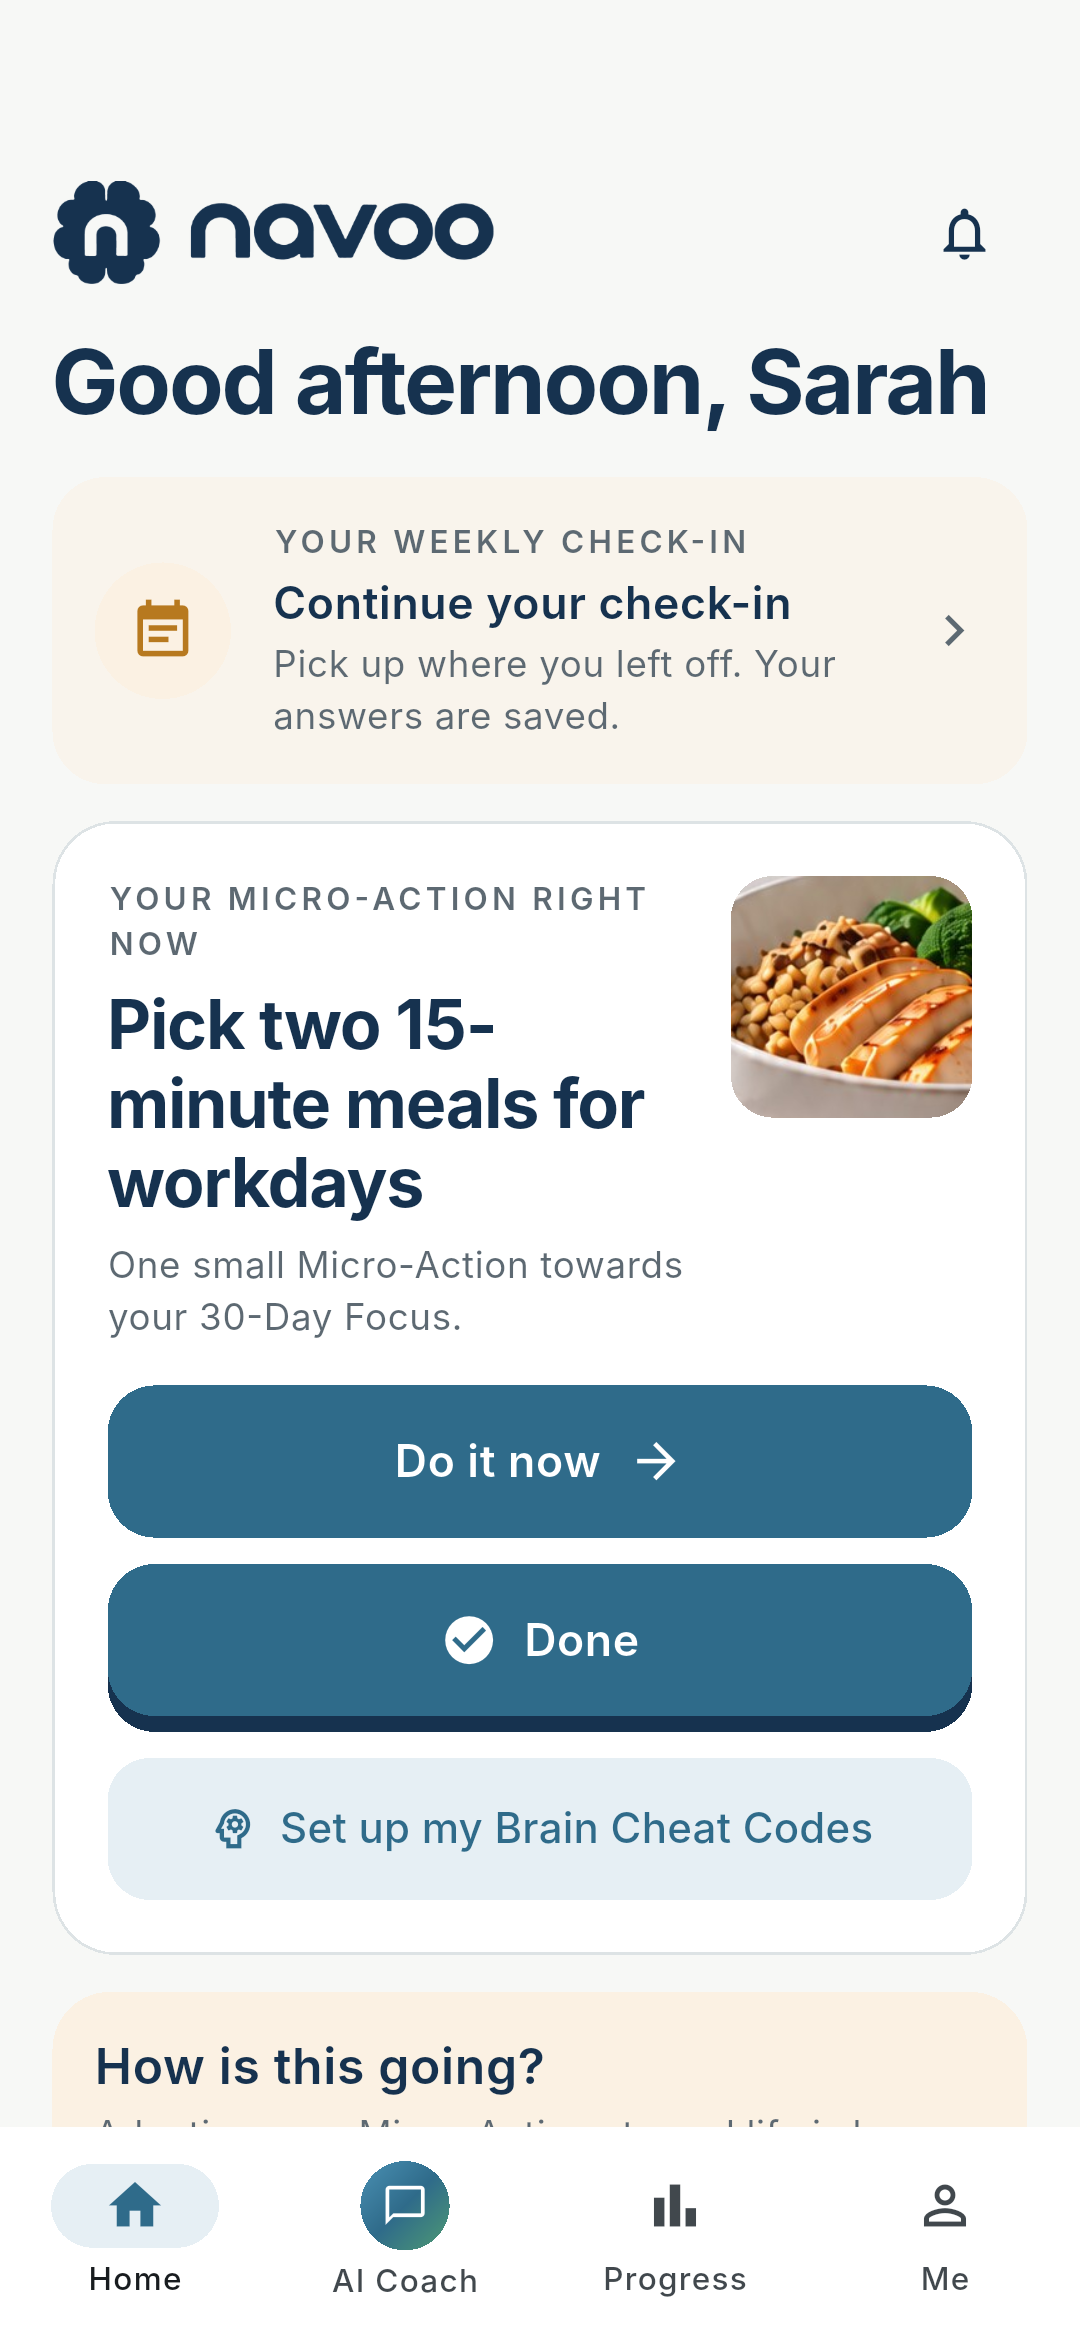 navoo
Good afternoon, Sarah
YOUR WEEKLY CHECK-IN
Continue your check-in
Pick up where you left off. Your
answers are saved.
YOUR MICRO-ACTION RIGHT
NOW
Pick two 15-
minute meals for
workdays
One small Micro-Action towards
your 30-Day Focus.
Do it now
Done
Set up my Brain Cheat Codes
How is this going?
Home
AI Coach
Progress
Me